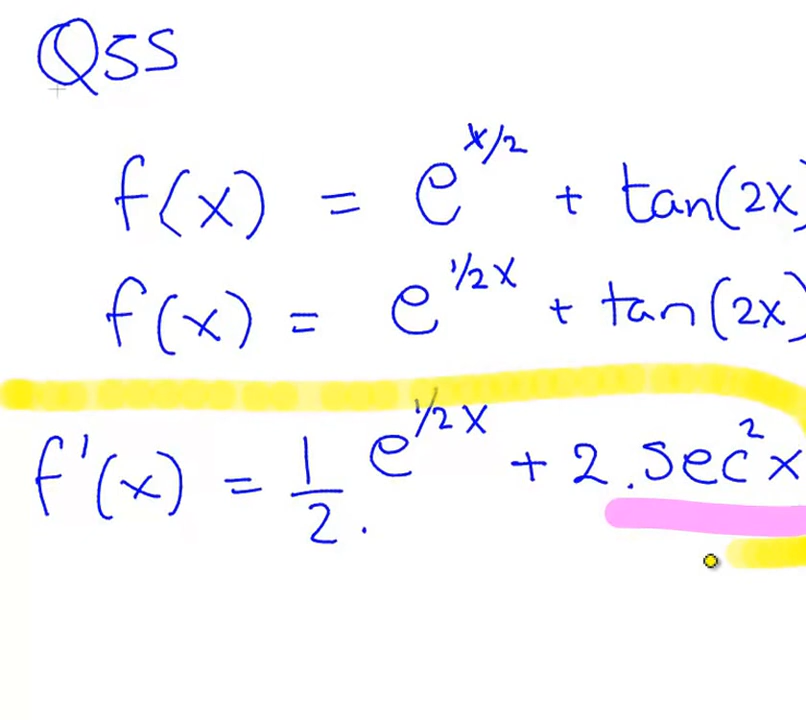 Q55
f(x) = e^x/2 + tan(2x)
f(x) = e^1/2x + tan(2x)
f'(x) = 1/2 . e^1/2x + 2.sec²x